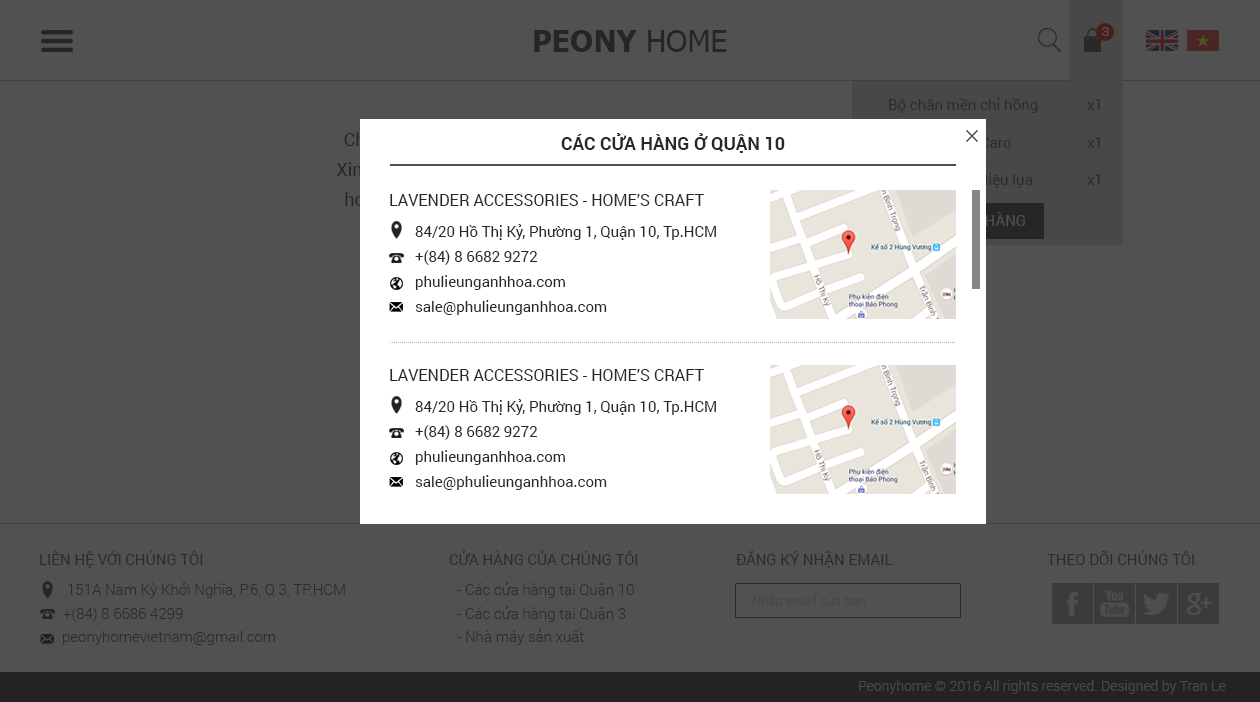 PEONY HOME
3
Bộ chăn mền chỉ hồng x1
Caro x1
liệu lụa x1
HÀNG
Ch
Xin
CÁC CỬA HÀNG Ở QUẬN 10
LAVENDER ACCESSORIES - HOME'S CRAFT
84/20 Hồ Thị Kỷ, Phường 1, Quận 10, Tp.HCM
+(84) 8 6682 9272
phulieunganhhoa.com
sale@phulieunganhhoa.com
Trần Bình Trọng
Kế số 2 Hùng Vương
Hồ Thị Kỷ
Phụ kiện điện
thoại Bảo Phong
Trần Bình
LAVENDER ACCESSORIES - HOME'S CRAFT
84/20 Hồ Thị Kỷ, Phường 1, Quận 10, Tp.HCM
+(84) 8 6682 9272
phulieunganhhoa.com
sale@phulieunganhhoa.com
Trần Bình Trọng
Kế số 2 Hùng Vương
Hồ Thị Kỷ
Phụ kiện điện
thoại Bảo Phong
Trần Bình
LIÊN HỆ VỚI CHÚNG TÔI
151A Nam Kỳ Khởi Nghĩa, P.6, Q.3, TP.HCM
+(84) 8 6686 4299
peonyhomevietnam@gmail.com
CỬA HÀNG CỦA CHÚNG TÔI
- Các cửa hàng tại Quận 10
- Các cửa hàng tại Quận 3
- Nhà máy sản xuất
ĐĂNG KÝ NHẬN EMAIL
Nhập email của bạn...
THEO DÕI CHÚNG TÔI
You
Tube
Peonyhome © 2016 All rights reserved. Designed by Tran Le